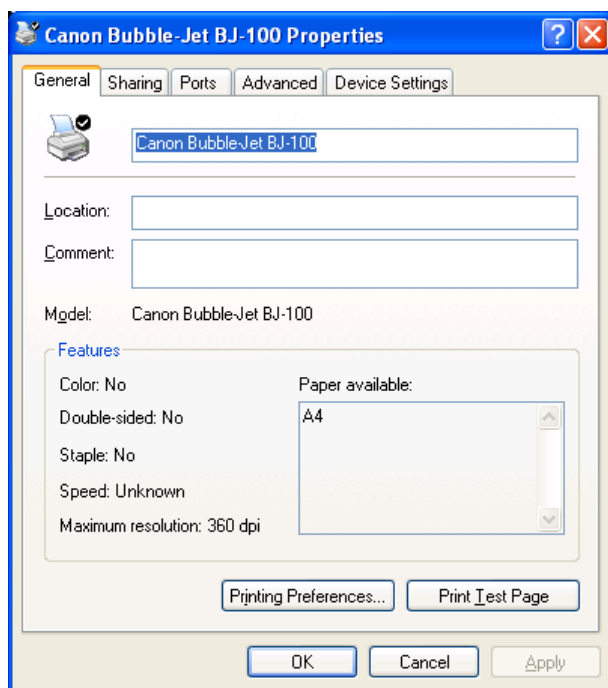 Canon Bubble-Jet BJ-100 Properties
?
General Sharing Ports Advanced Device Settings
Canon Bubble-Jet BJ-100
Location:
Comment:
Model: Canon Bubble-Jet BJ-100
Features
Color: No Paper available:
Double-sided: No A4
Staple: No
Speed: Unknown
Maximum resolution: 360 dpi
Printing Preferences... Print Test Page
OK Cancel Apply